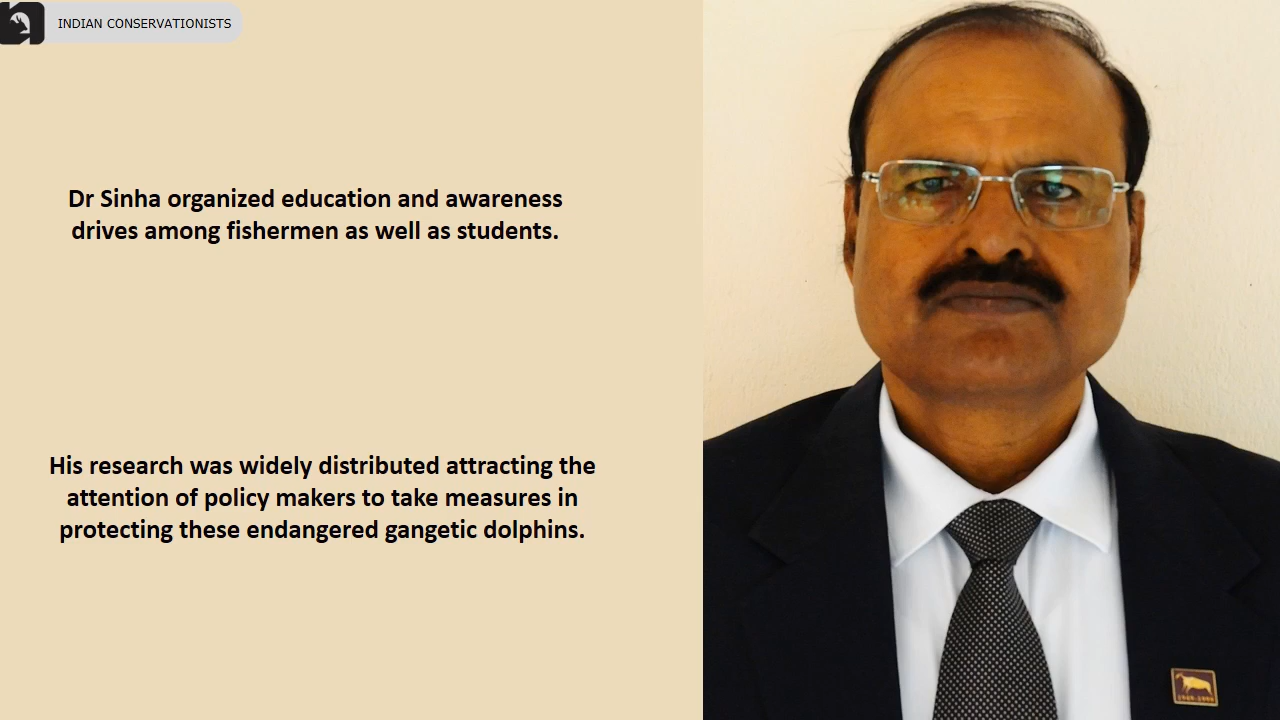 INDIAN CONSERVATIONISTS
Dr Sinha organized education and awareness
drives among fishermen as well as students.
His research was widely distributed attracting the
attention of policy makers to take measures in
protecting these endangered gangetic dolphins.